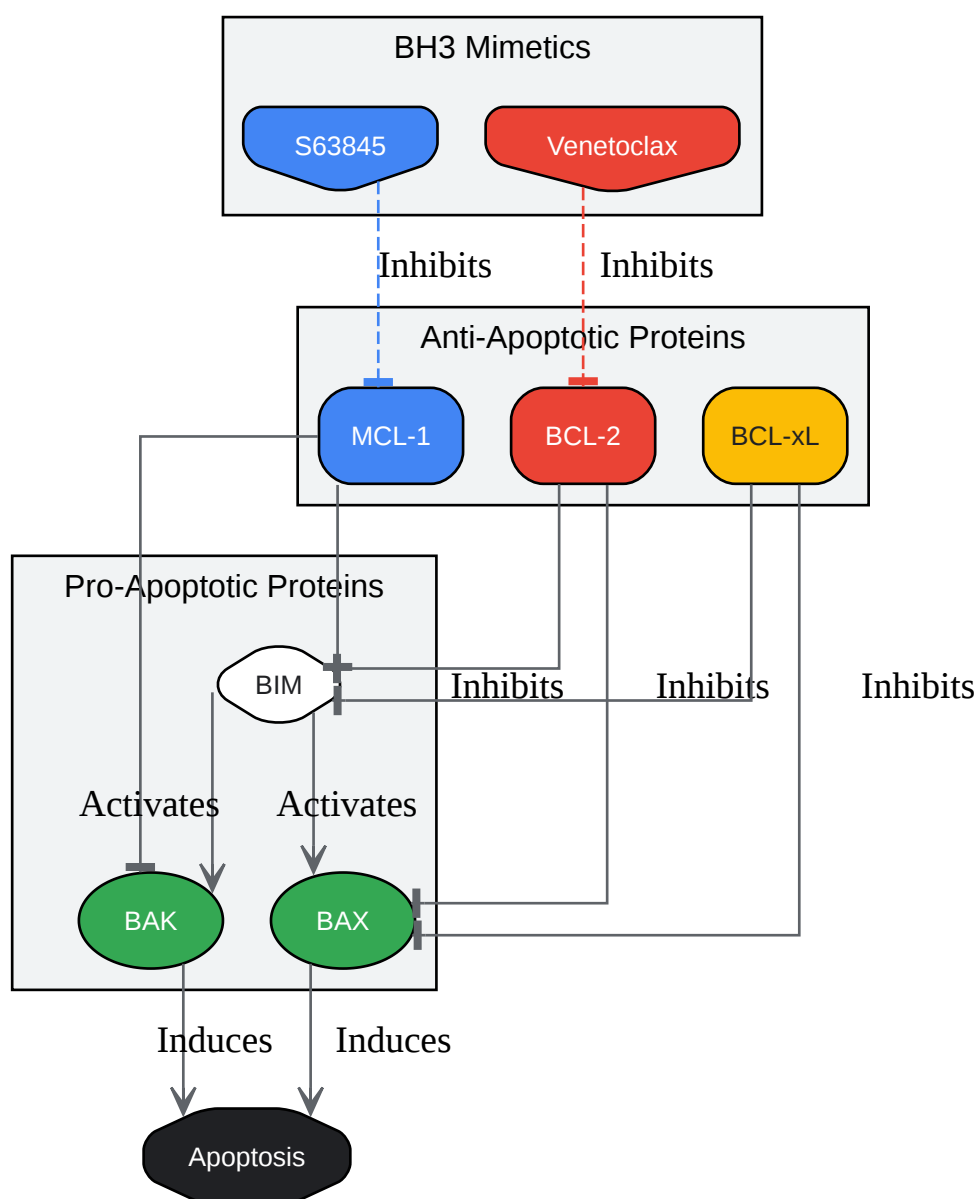 BH3 Mimetics
S63845
Venetoclax
Inhibits
Inhibits
Anti-Apoptotic Proteins
MCL-1
BCL-2
BCL-xL
Pro-Apoptotic Proteins
BIM
Inhibits
Inhibits
Inhibits
Activates
Activates
BAK
BAX
Induces
Induces
Apoptosis